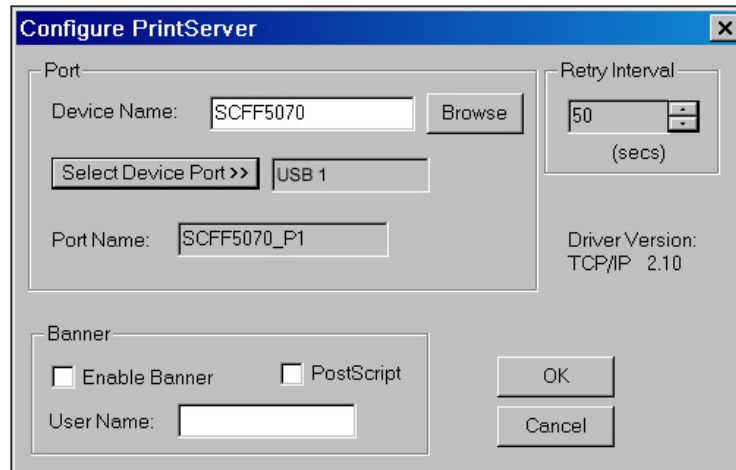 Configure PrintServer
Port
Device Name: SCFF5070 Browse
Select Device Port >> USB 1
Port Name: SCFF5070_P1
Retry Interval
50
(secs)
Driver Version:
TCP/IP 2.10
Banner
Enable Banner PostScript
User Name:
OK
Cancel